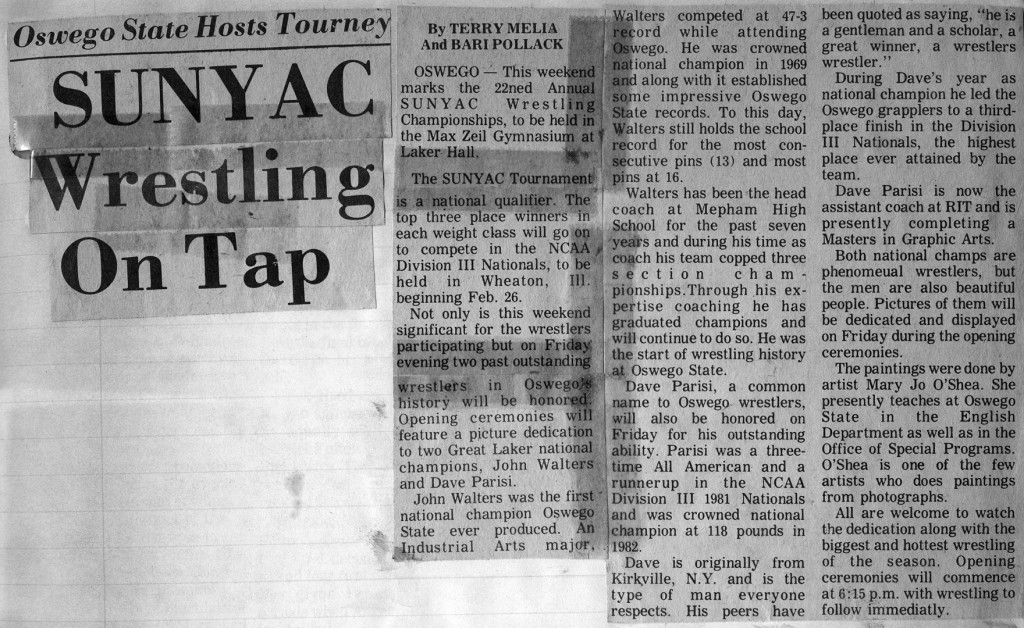 Oswego State Hosts Tourney
SUNYAC
Wrestling
On Tap
By TERRY MELIA
And BARI POLLACK
OSWEGO — This weekend
marks the 22ned Annual
SUNYAC Wrestling
Championships, to be held in
the Max Zeil Gymnasium at
Laker Hall.
The SUNYAC Tournament
is a national qualifier. The
top three place winners in
each weight class will go on
to compete in the NCAA
Division III Nationals, to be
held in Wheaton, Ill.
beginning Feb. 26.
Not only is this weekend
significant for the wrestlers
participating but on Friday
evening two past outstanding
wrestlers in Oswego's
history will be honored.
Opening ceremonies will
feature a picture dedication
to two Great Laker national
champions, John Walters
and Dave Parisi.
John Walters was the first
national champion Oswego
State ever produced. An
Industrial Arts major,
Walters competed at 47-3
record while attending
Oswego. He was crowned
national champion in 1969
and along with it established
some impressive Oswego
State records. To this day,
Walters still holds the school
record for the most con-
secutive pins (13) and most
pins at 16.
Walters has been the head
coach at Mepham High
School for the past seven
years and during his time as
coach his team copped three
section cham-
pionships.Through his ex-
pertise coaching he has
graduated champions and
will continue to do so. He was
the start of wrestling history
at Oswego State.
Dave Parisi, a common
name to Oswego wrestlers,
will also be honored on
Friday for his outstanding
ability. Parisi was a three-
time All American and a
runnerup in the NCAA
Division III 1981 Nationals
and was crowned national
champion at 118 pounds in
1982.
Dave is originally from
Kirkville, N.Y. and is the
type of man everyone
respects. His peers have
been quoted as saying, "he is
a gentleman and a scholar, a
great winner, a wrestlers
wrestler."
During Dave's year as
national champion he led the
Oswego grapplers to a third-
place finish in the Division
III Nationals, the highest
place ever attained by the
team.
Dave Parisi is now the
assistant coach at RIT and is
presently completing a
Masters in Graphic Arts.
Both national champs are
phenomeual wrestlers, but
the men are also beautiful
people. Pictures of them will
be dedicated and displayed
on Friday during the opening
ceremonies.
The paintings were done by
artist Mary Jo O'Shea. She
presently teaches at Oswego
State in the English
Department as well as in the
Office of Special Programs.
O'Shea is one of the few
artists who does paintings
from photographs.
All are welcome to watch
the dedication along with the
biggest and hottest wrestling
of the season. Opening
ceremonies will commence
at 6:15 p.m. with wrestling to
follow immediatly.